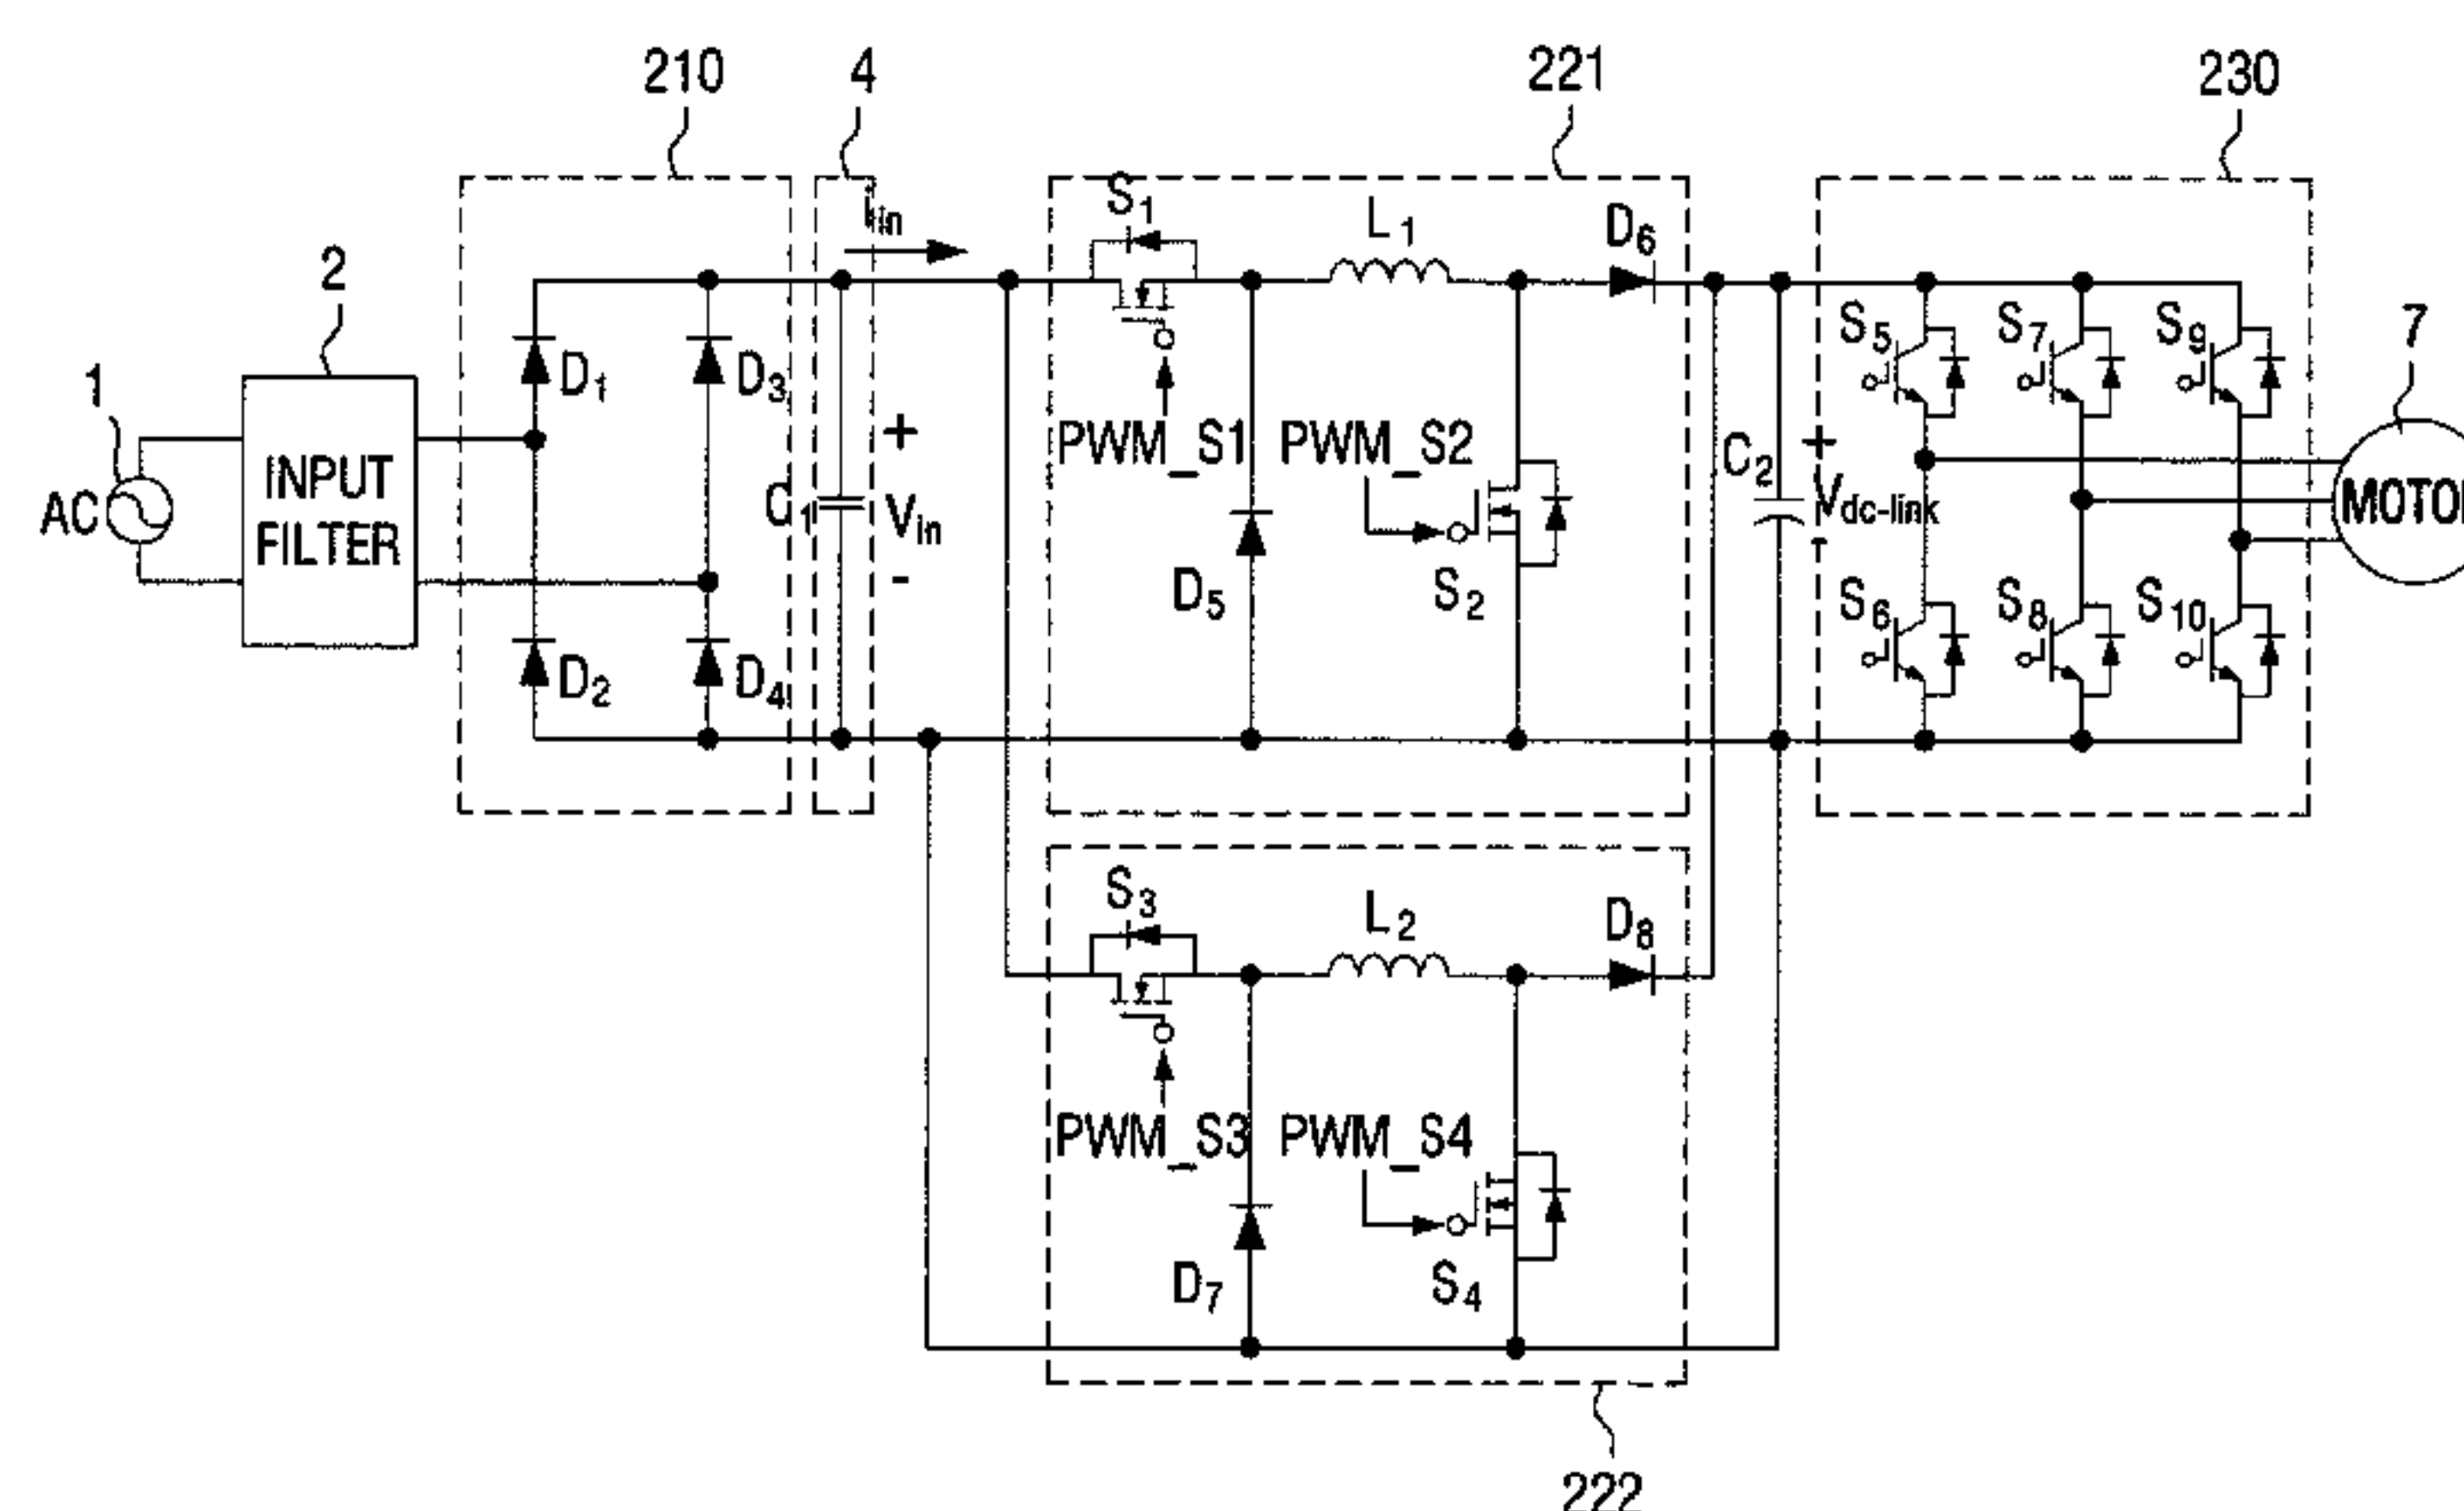 210
4
221
230
2
1
7
AC
INPUT
FILTER
D1
D3
D2
D4
Iin
C1
+
Vin
-
S1
L1
D6
PWM_S1
PWM_S2
D5
S2
C2
+
Vdc-link
-
S5
S7
S9
S6
S8
S10
MOTO
S3
L2
D8
PWM_S3
PWM_S4
D7
S4
222